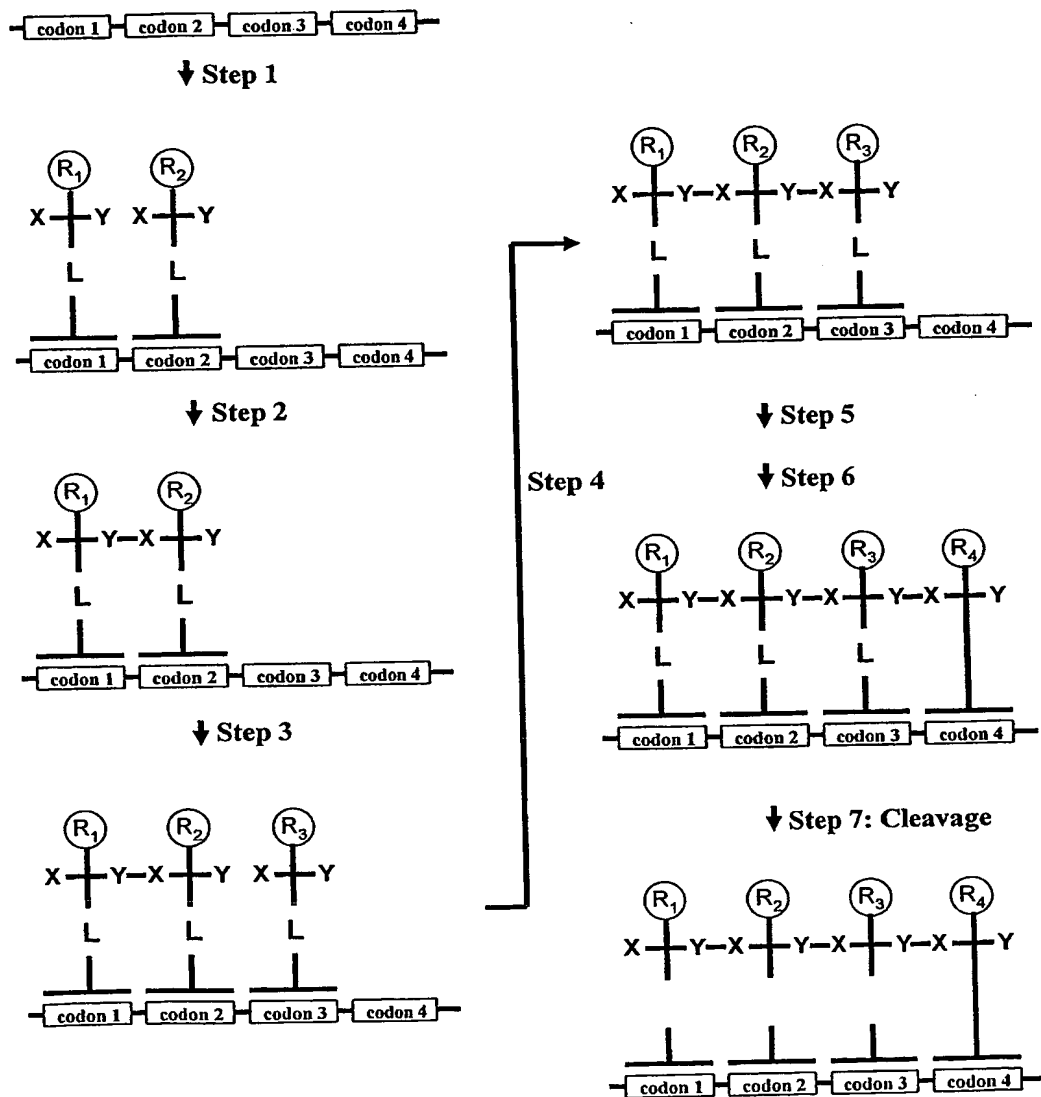 codon 1 codon 2 codon 3 codon 4
Step 1
R1 R2
X Y X Y
L L
codon 1 codon 2 codon 3 codon 4
Step 2
R1 R2
X Y-X Y
L L
codon 1 codon 2 codon 3 codon 4
Step 3
R1 R2 R3
X Y-X Y X Y
L L L
codon 1 codon 2 codon 3 codon 4
Step 4
R1 R2 R3
X Y-X Y-X Y
L L L
codon 1 codon 2 codon 3 codon 4
Step 5
Step 6
R1 R2 R3 R4
X Y-X Y-X Y-X Y
L L L
codon 1 codon 2 codon 3 codon 4
Step 7: Cleavage
R1 R2 R3 R4
X Y-X Y-X Y-X Y
codon 1 codon 2 codon 3 codon 4